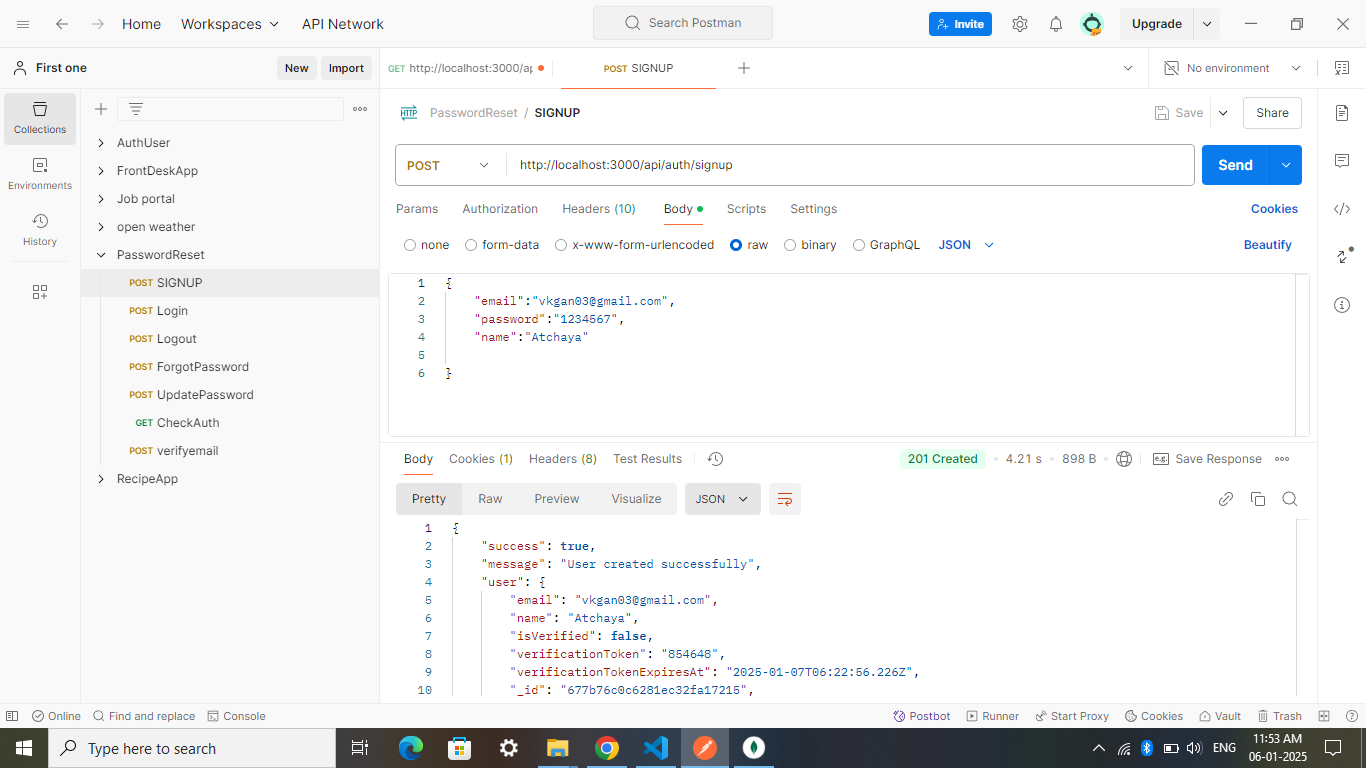 Home Workspaces API Network Search Postman Invite Upgrade
First one New Import GET http://localhost:3000/ap POST SIGNUP No environment
Collections
Environments
History
AuthUser
FrontDeskApp
Job portal
open weather
PasswordReset
POST SIGNUP
POST Login
POST Logout
POST ForgotPassword
POST UpdatePassword
GET CheckAuth
POST verifyemail
RecipeApp
HTTP PasswordReset / SIGNUP Save Share
POST http://localhost:3000/api/auth/signup Send
Params Authorization Headers (10) Body Scripts Settings Cookies
none form-data x-www-form-urlencoded raw binary GraphQL JSON Beautify
1 {
2 "email":"vkgan03@gmail.com",
3 "password":"1234567",
4 "name":"Atchaya"
5
6 }
Body Cookies (1) Headers (8) Test Results 201 Created • 4.21 s • 898 B • e.g. Save Response
Pretty Raw Preview Visualize JSON
1 {
2 "success": true,
3 "message": "User created successfully",
4 "user": {
5 "email": "vkgan03@gmail.com",
6 "name": "Atchaya",
7 "isVerified": false,
8 "verificationToken": "854648",
9 "verificationTokenExpiresAt": "2025-01-07T06:22:56.226Z",
10 "_id": "677b76c0c6281ec32fa17215",
Online Find and replace Console Postbot Runner Start Proxy Cookies Vault Trash
Type here to search ENG 11:53 AM
06-01-2025